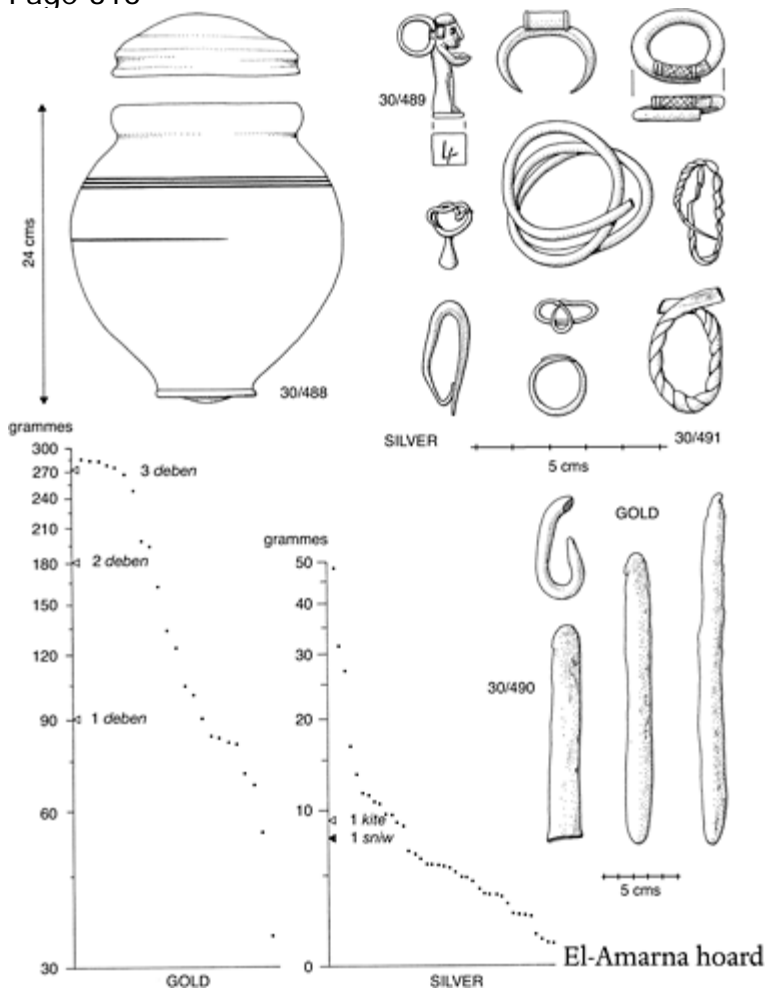 30/489
24 cms
30/488
SILVER
5 cms
30/491
grammes
300
270
240
210
180
150
120
90
60
30
3 deben
2 deben
1 deben
GOLD
grammes
50
40
30
20
10
0
1 kite
1 sniw
SILVER
GOLD
30/490
5 cms
El-Amarna hoard